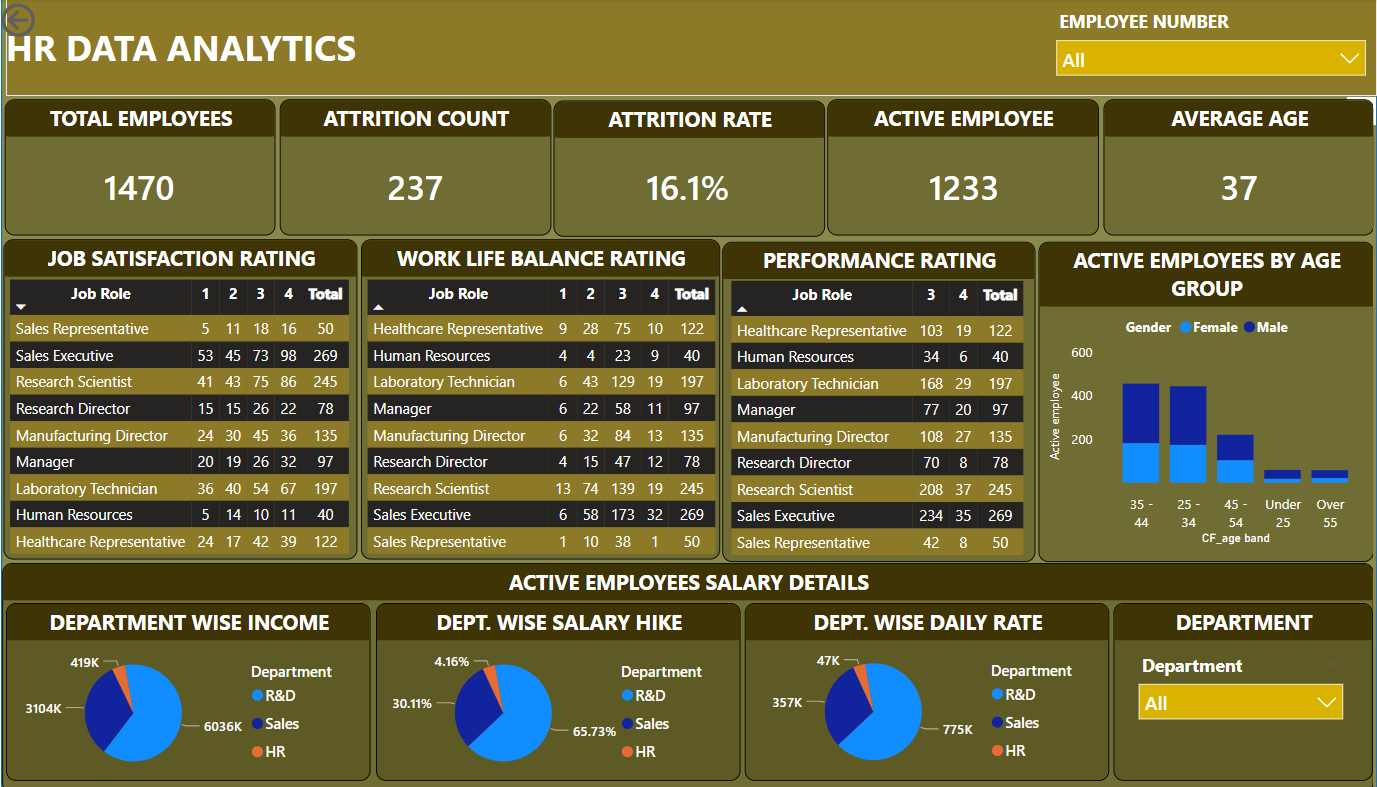 HR DATA ANALYTICS
EMPLOYEE NUMBER
All
TOTAL EMPLOYEES
1470
ATTRITION COUNT
237
ATTRITION RATE
16.1%
ACTIVE EMPLOYEE
1233
AVERAGE AGE
37
JOB SATISFACTION RATING
Job Role 1 2 3 4 Total
Sales Representative 5 11 18 16 50
Sales Executive 53 45 73 98 269
Research Scientist 41 43 75 86 245
Research Director 15 15 26 22 78
Manufacturing Director 24 30 45 36 135
Manager 20 19 26 32 97
Laboratory Technician 36 40 54 67 197
Human Resources 5 14 10 11 40
Healthcare Representative 24 17 42 39 122
WORK LIFE BALANCE RATING
Job Role 1 2 3 4 Total
Healthcare Representative 9 28 75 10 122
Human Resources 4 4 23 9 40
Laboratory Technician 6 43 129 19 197
Manager 6 22 58 11 97
Manufacturing Director 6 32 84 13 135
Research Director 4 15 47 12 78
Research Scientist 13 74 139 19 245
Sales Executive 6 58 173 32 269
Sales Representative 1 10 38 1 50
PERFORMANCE RATING
Job Role 3 4 Total
Healthcare Representative 103 19 122
Human Resources 34 6 40
Laboratory Technician 168 29 197
Manager 77 20 97
Manufacturing Director 108 27 135
Research Director 70 8 78
Research Scientist 208 37 245
Sales Executive 234 35 269
Sales Representative 42 8 50
ACTIVE EMPLOYEES BY AGE
GROUP
Gender Female Male
Active employee
600
400
200
35 - 25 - 45 - Under Over
44 34 54 25 55
CF_age band
ACTIVE EMPLOYEES SALARY DETAILS
DEPARTMENT WISE INCOME
419K
3104K
6036K
Department
R&D
Sales
HR
DEPT. WISE SALARY HIKE
4.16%
30.11%
65.73%
Department
R&D
Sales
HR
DEPT. WISE DAILY RATE
47K
357K
775K
Department
R&D
Sales
HR
DEPARTMENT
Department
All